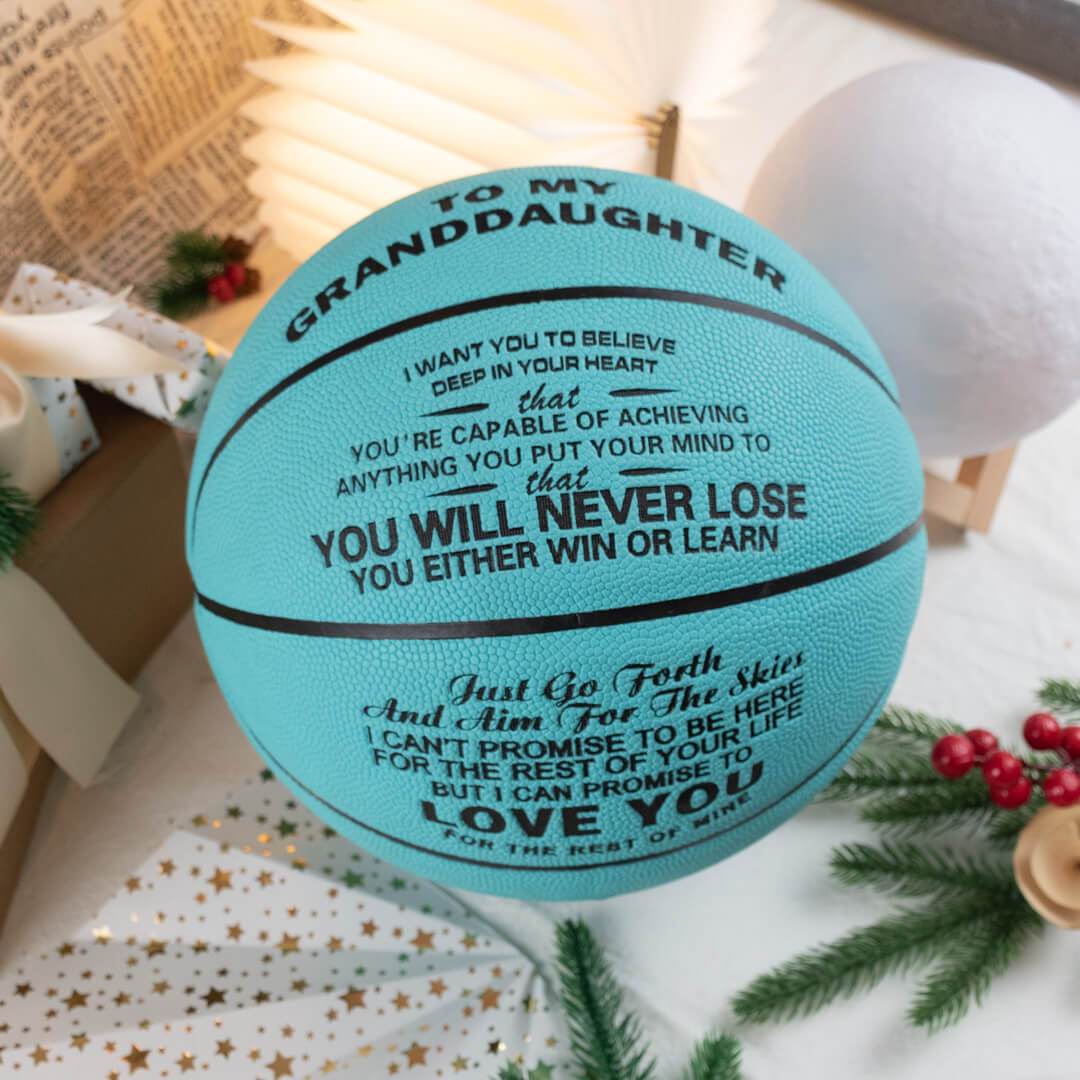 TO MY
GRANDDAUGHTER
I WANT YOU TO BELIEVE
DEEP IN YOUR HEART
that
YOU'RE CAPABLE OF ACHIEVING
ANYTHING YOU PUT YOUR MIND TO
that
YOU WILL NEVER LOSE
YOU EITHER WIN OR LEARN
Just Go Forth
And Aim For The Skies
I CAN'T PROMISE TO BE HERE
FOR THE REST OF YOUR LIFE
BUT I CAN PROMISE TO
LOVE YOU
FOR THE REST OF MINE